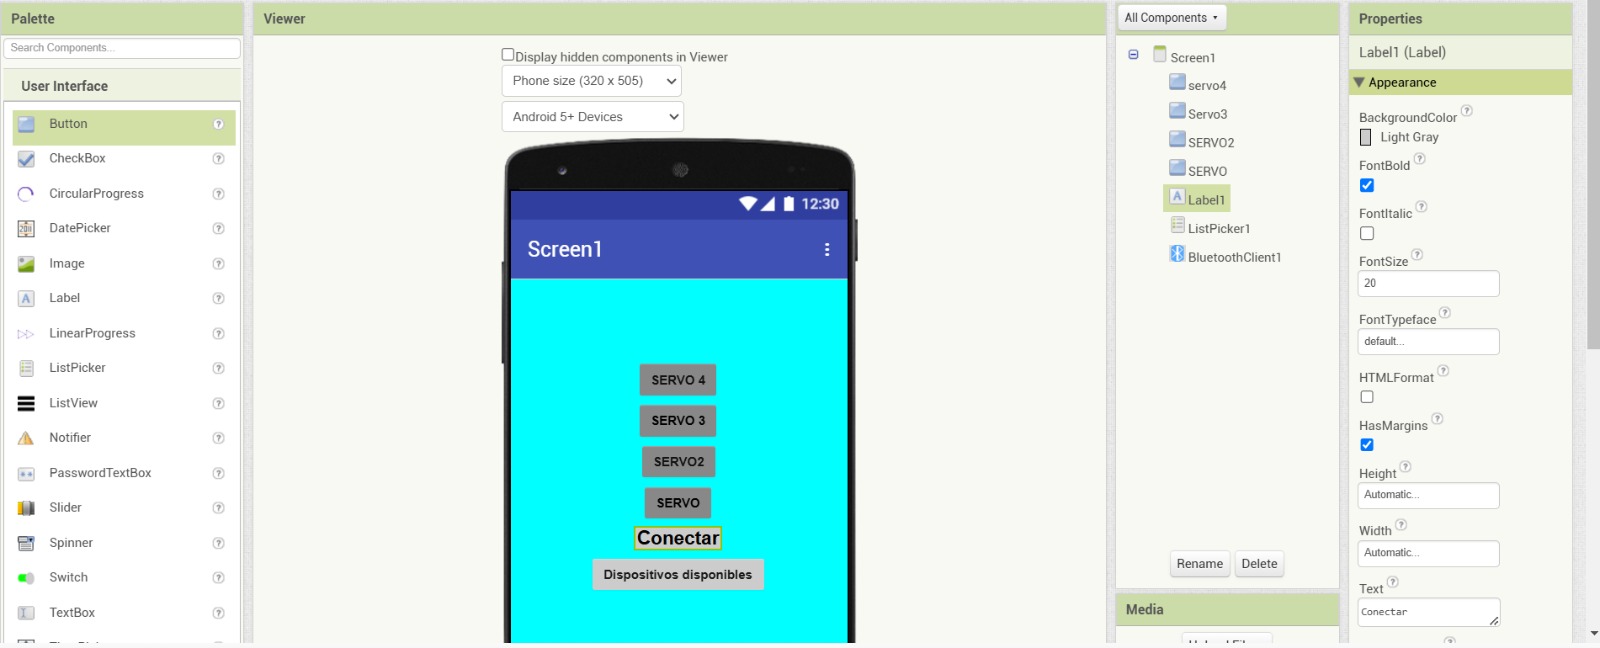 Palette
Search Components...
User Interface
Button
CheckBox
CircularProgress
DatePicker
Image
Label
LinearProgress
ListPicker
ListView
Notifier
PasswordTextBox
Slider
Spinner
Switch
TextBox
Viewer
Display hidden components in Viewer
Phone size (320 x 505)
Android 5+ Devices
12:30
Screen1
SERVO 4
SERVO 3
SERVO2
SERVO
Conectar
Dispositivos disponibles
All Components
Screen1
servo4
Servo3
SERVO2
SERVO
Label1
ListPicker1
BluetoothClient1
Rename Delete
Media
Properties
Label1 (Label)
Appearance
BackgroundColor
Light Gray
FontBold
FontItalic
FontSize
20
FontTypeface
default...
HTMLFormat
HasMargins
Height
Automatic...
Width
Automatic...
Text
Conectar